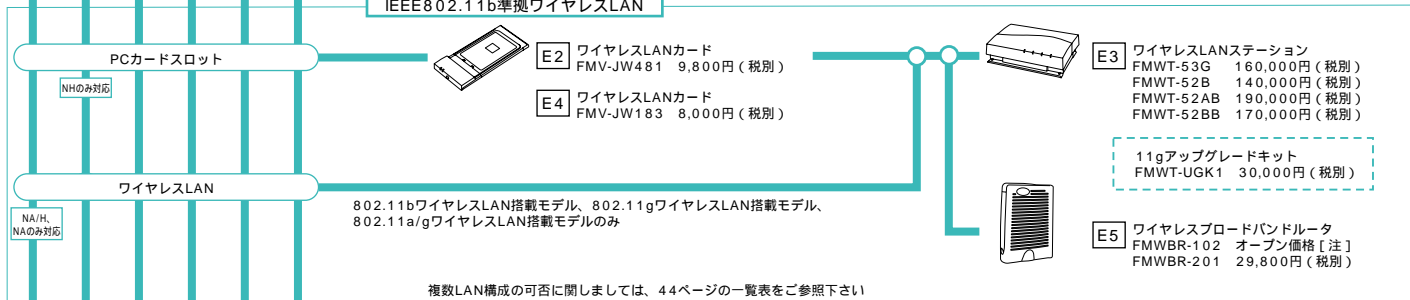 IEEE802.11b準拠ワイヤレスLAN
PCカードスロット
NHのみ対応
E2 ワイヤレスLANカード
FMV-JW481 9,800円(税別)
E4 ワイヤレスLANカード
FMV-JW183 8,000円(税別)
E3 ワイヤレスLANステーション
FMWT-53G 160,000円(税別)
FMWT-52B 140,000円(税別)
FMWT-52AB 190,000円(税別)
FMWT-52BB 170,000円(税別)
11gアップグレードキット
FMWT-UGK1 30,000円(税別)
ワイヤレスLAN
NA/H、
NAのみ対応
802.11bワイヤレスLAN搭載モデル、802.11gワイヤレスLAN搭載モデル、
802.11a/gワイヤレスLAN搭載モデルのみ
E5 ワイヤレスブロードバンドルータ
FMWBR-102 オープン価格[注]
FMWBR-201 29,800円(税別)
複数LAN構成の可否に関しましては、44ページの一覧表をご参照下さい